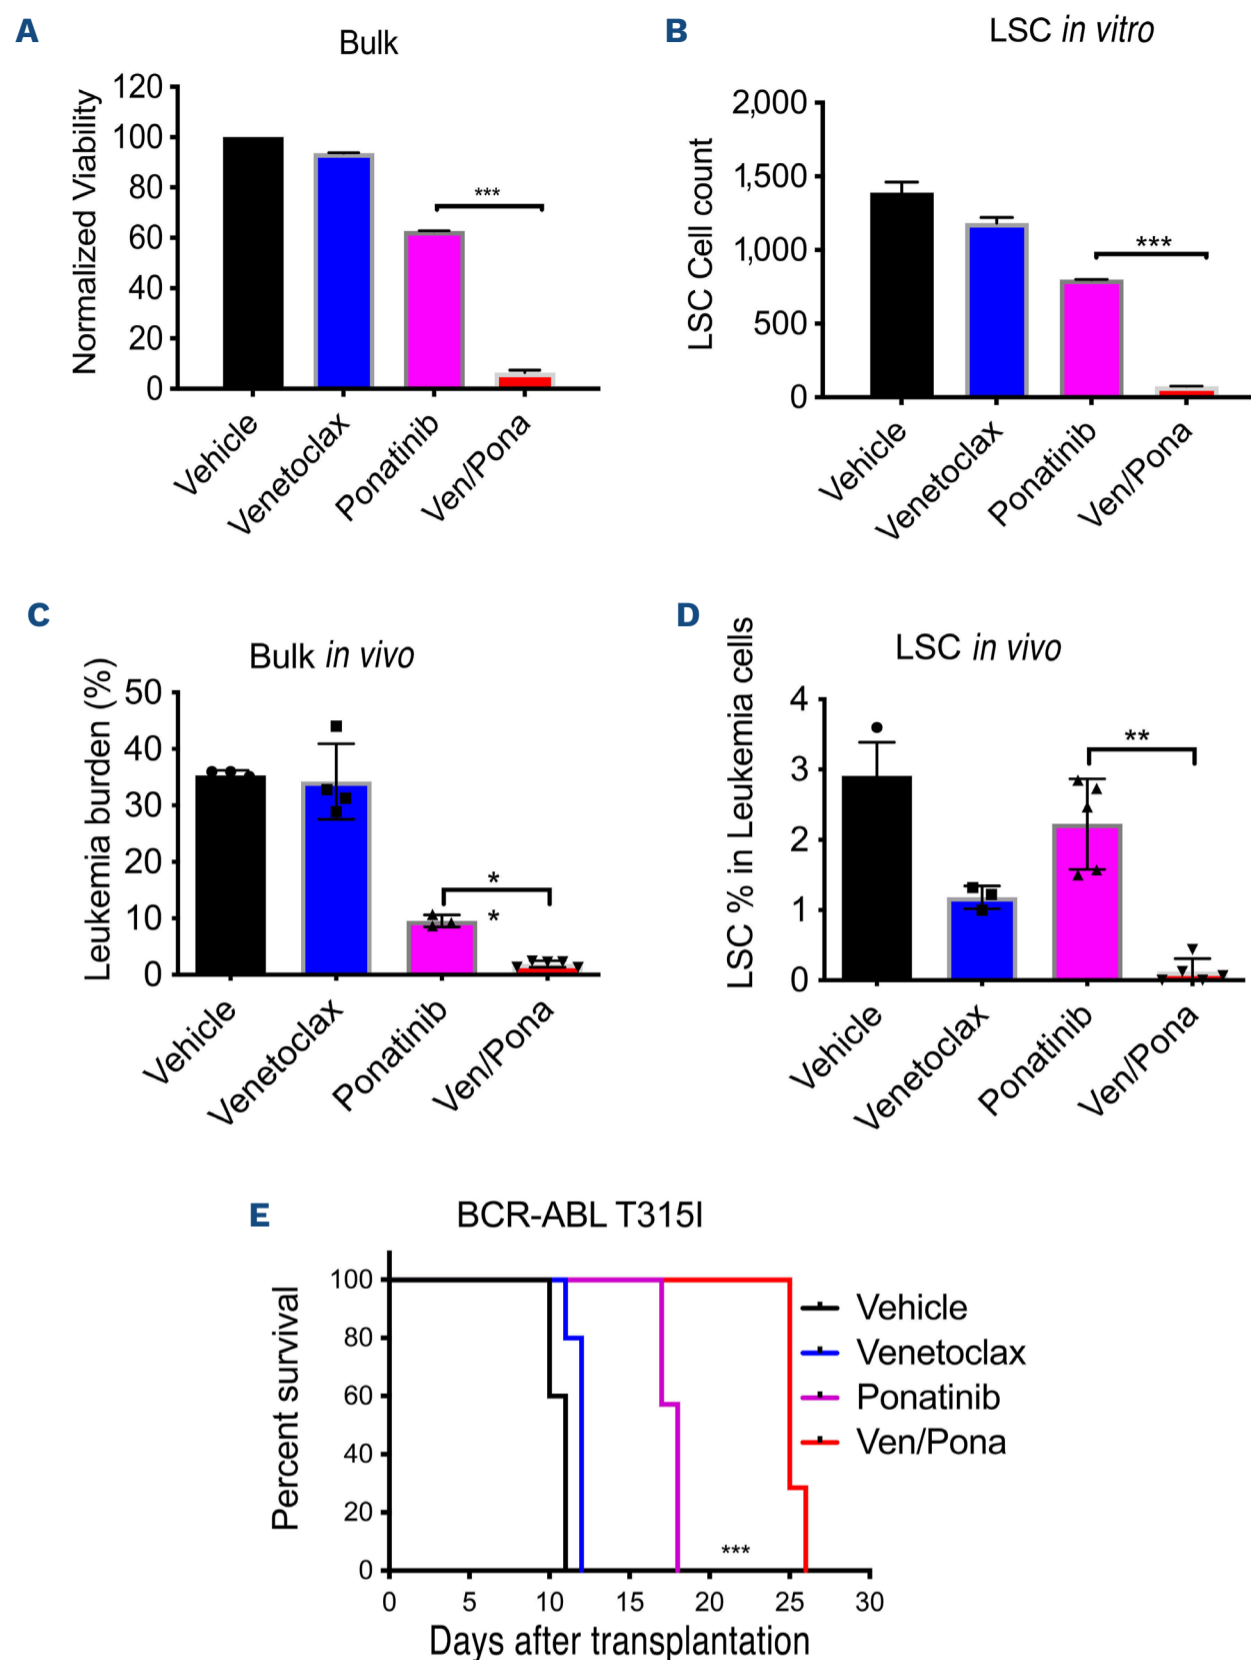 A
Bulk
Normalized Viability
120
100
80
60
40
20
0
***
Vehicle
Venetoclax
Ponatinib
Ven/Pona
B
LSC in vitro
LSC Cell count
2,000
1,500
1,000
500
0
***
Vehicle
Venetoclax
Ponatinib
Ven/Pona
C
Bulk in vivo
Leukemia burden (%)
50
40
30
20
10
0
*
*
Vehicle
Venetoclax
Ponatinib
Ven/Pona
D
LSC in vivo
LSC % in Leukemia cells
4
3
2
1
0
**
Vehicle
Venetoclax
Ponatinib
Ven/Pona
E
BCR-ABL T315I
Percent survival
100
80
60
40
20
0
***
0 5 10 15 20 25 30
Days after transplantation
Vehicle
Venetoclax
Ponatinib
Ven/Pona